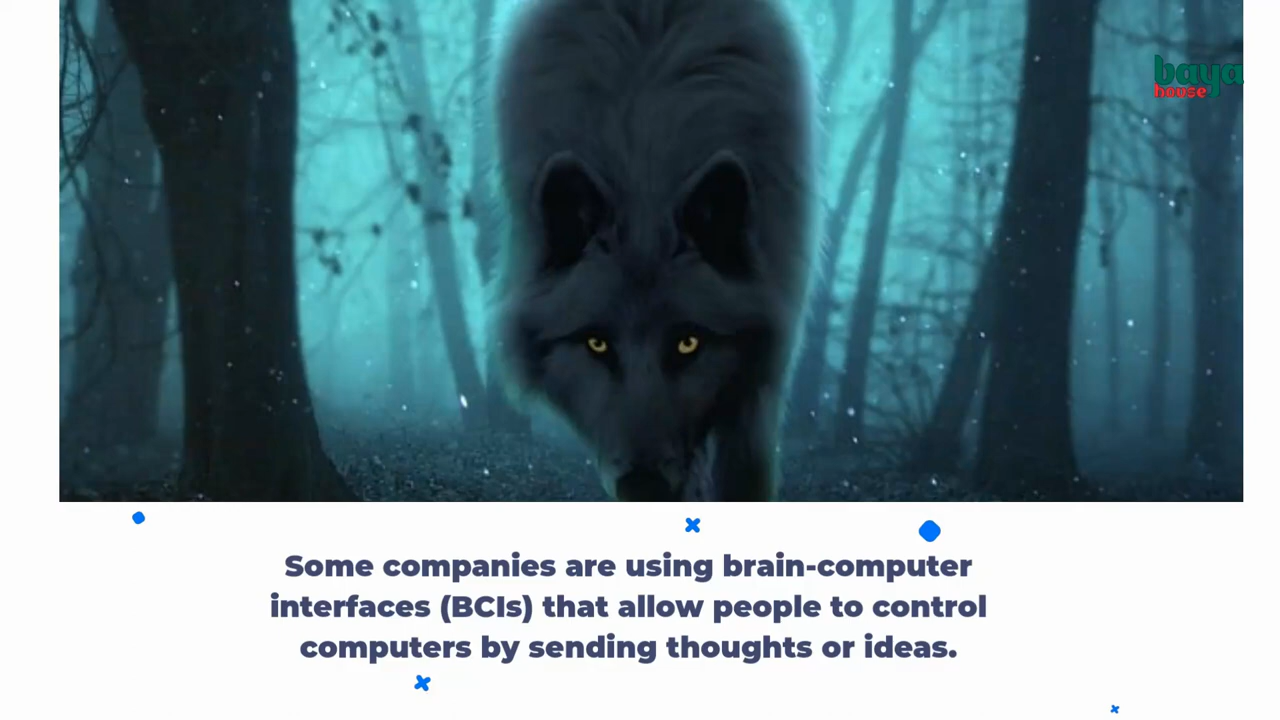 baya
house
Some companies are using brain-computer
interfaces (BCIs) that allow people to control
computers by sending thoughts or ideas.